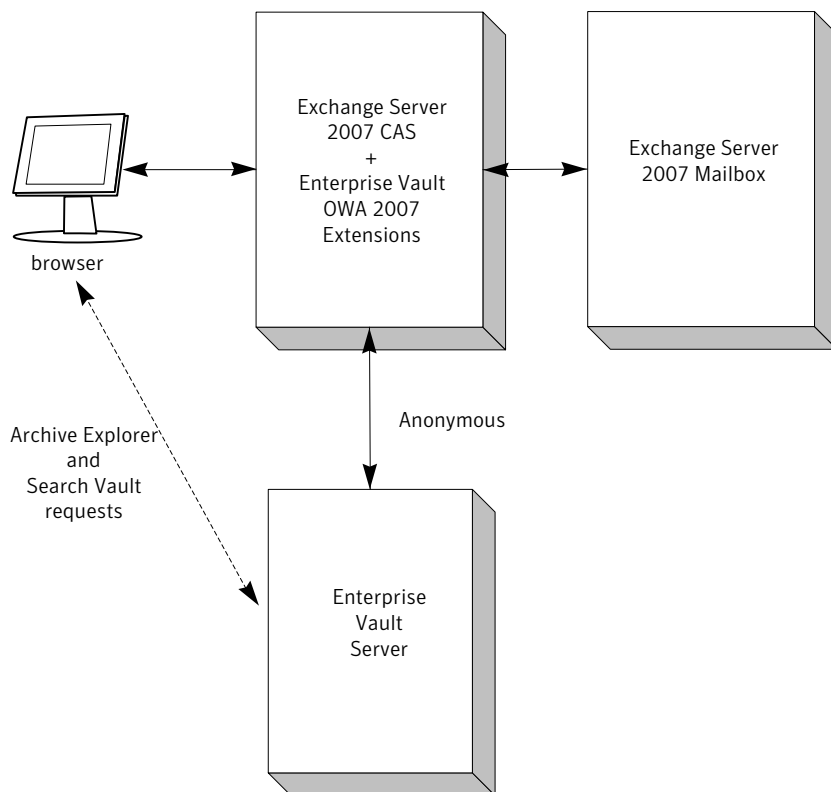 Exchange Server
2007 CAS
+
Enterprise Vault
OWA 2007
Extensions
Exchange Server
2007 Mailbox
browser
Archive Explorer
and
Search Vault
requests
Anonymous
Enterprise
Vault
Server